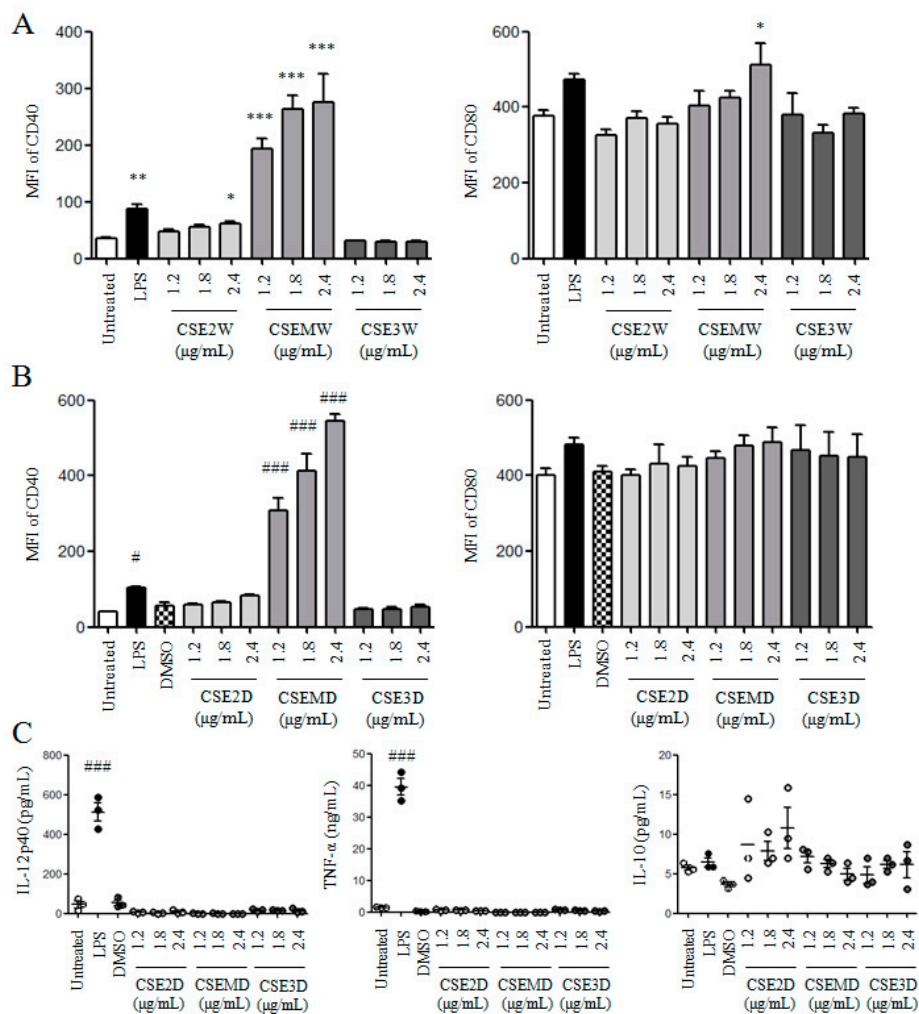 A
MFI of CD40
400
300
200
100
0
**
*
***
***
***
Untreated
LPS
1.2
1.8
2.4
1.2
1.8
2.4
1.2
1.8
2.4
CSE2W
(μg/mL)
CSEMW
(μg/mL)
CSE3W
(μg/mL)
MFI of CD80
600
400
200
0
*
Untreated
LPS
1.2
1.8
2.4
1.2
1.8
2.4
1.2
1.8
2.4
CSE2W
(μg/mL)
CSEMW
(μg/mL)
CSE3W
(μg/mL)
B
MFI of CD40
600
400
200
0
#
###
###
###
Untreated
LPS
DMSO
1.2
1.8
2.4
1.2
1.8
2.4
1.2
1.8
2.4
CSE2D
(μg/mL)
CSEMD
(μg/mL)
CSE3D
(μg/mL)
MFI of CD80
600
400
200
0
Untreated
LPS
DMSO
1.2
1.8
2.4
1.2
1.8
2.4
1.2
1.8
2.4
CSE2D
(μg/mL)
CSEMD
(μg/mL)
CSE3D
(μg/mL)
C
IL-12p40 (pg/mL)
800
600
400
200
0
###
Untreated
LPS
DMSO
1.2
1.8
2.4
1.2
1.8
2.4
1.2
1.8
2.4
CSE2D
(μg/mL)
CSEMD
(μg/mL)
CSE3D
(μg/mL)
TNF-α (ng/mL)
50
40
30
20
10
0
###
Untreated
LPS
DMSO
1.2
1.8
2.4
1.2
1.8
2.4
1.2
1.8
2.4
CSE2D
(μg/mL)
CSEMD
(μg/mL)
CSE3D
(μg/mL)
IL-10 (pg/mL)
20
15
10
5
0
Untreated
LPS
DMSO
1.2
1.8
2.4
1.2
1.8
2.4
1.2
1.8
2.4
CSE2D
(μg/mL)
CSEMD
(μg/mL)
CSE3D
(μg/mL)